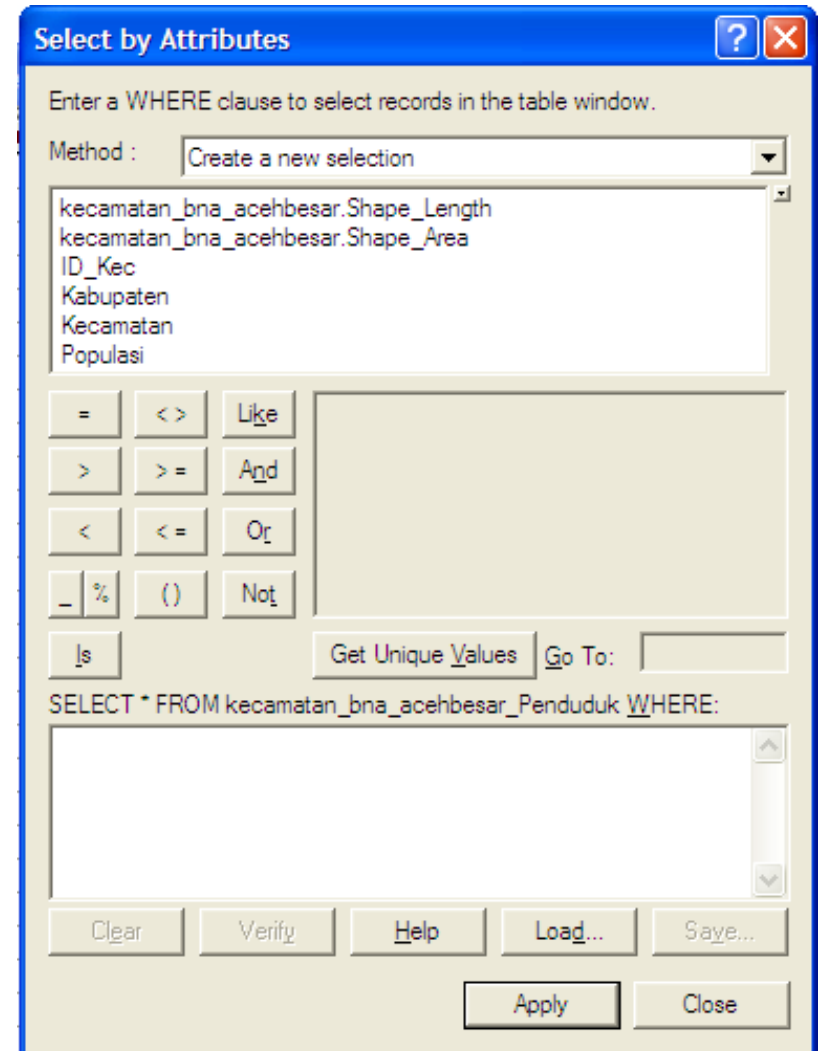 Select by Attributes
Enter a WHERE clause to select records in the table window.
Method : Create a new selection
kecamatan_bna_acehbesar.Shape_Length
kecamatan_bna_acehbesar.Shape_Area
ID_Kec
Kabupaten
Kecamatan
Populasi
= < > Like
> > = And
< < = Or
_ % ( ) Not
Is Get Unique Values Go To:
SELECT * FROM kecamatan_bna_acehbesar_Penduduk WHERE:
Clear Verify Help Load... Save...
Apply Close